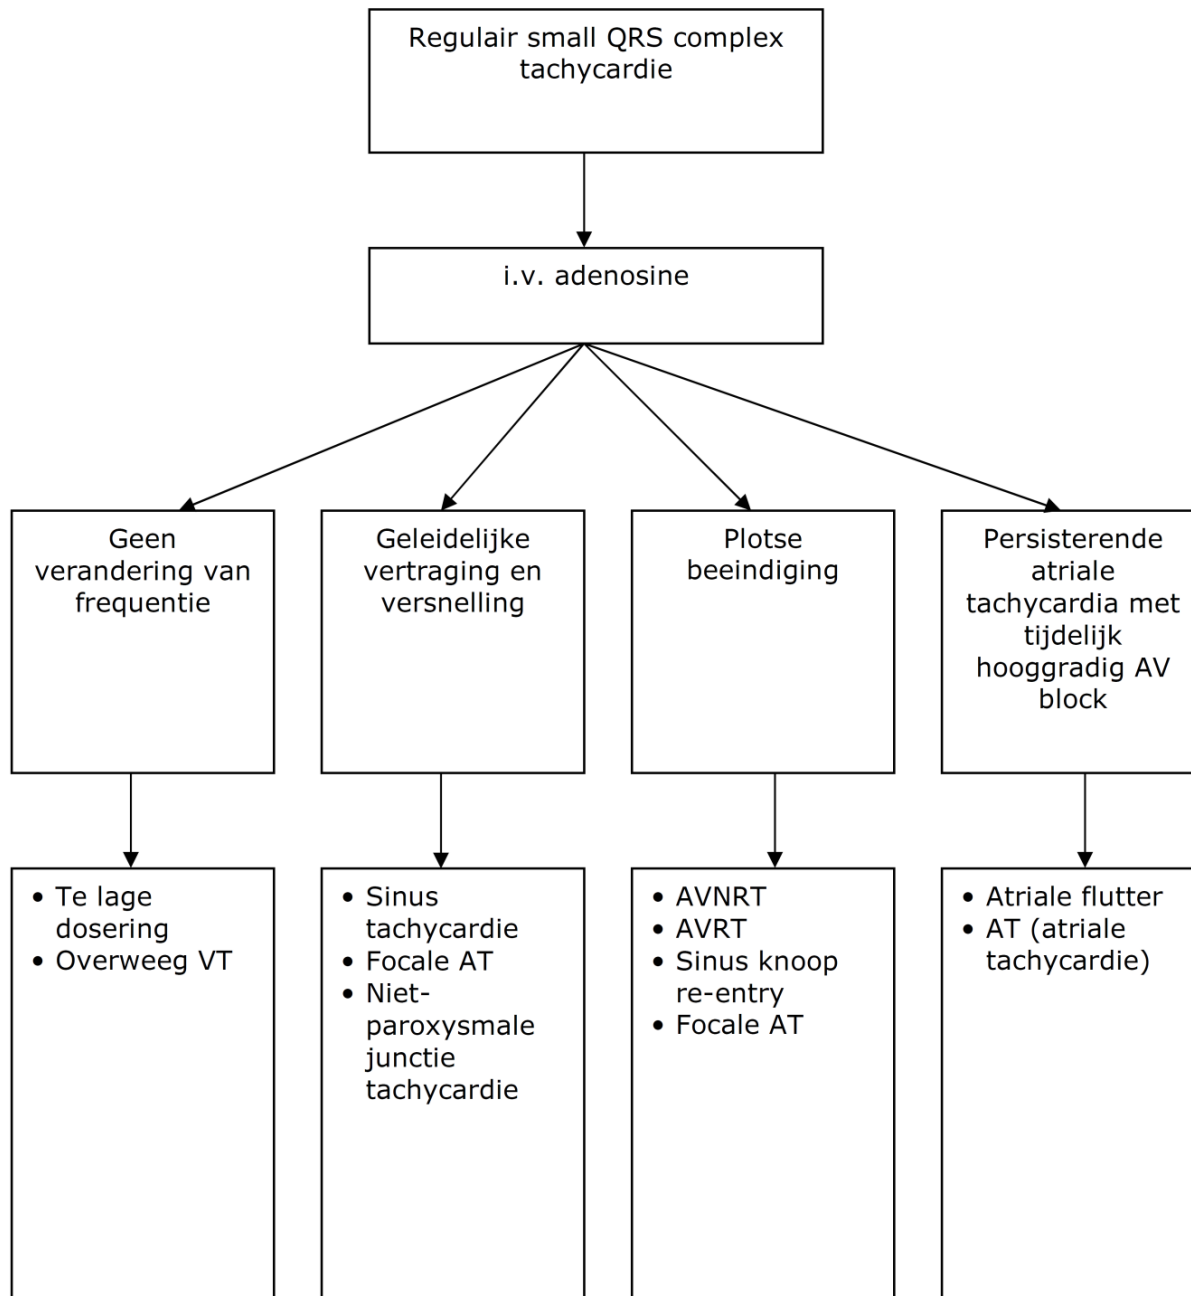 Regulair small QRS complex
tachycardie
i.v. adenosine
Geen
verandering van
frequentie
Geleidelijke
vertraging en
versnelling
Plotse
beeindiging
Persisterende
atriale
tachycardia met
tijdelijk
hooggradig AV
block
• Te lage
dosering
• Overweeg VT
• Sinus
tachycardie
• Focale AT
• Niet-
paroxysmale
junctie
tachycardie
• AVNRT
• AVRT
• Sinus knoop
re-entry
• Focale AT
• Atriale flutter
• AT (atriale
tachycardie)